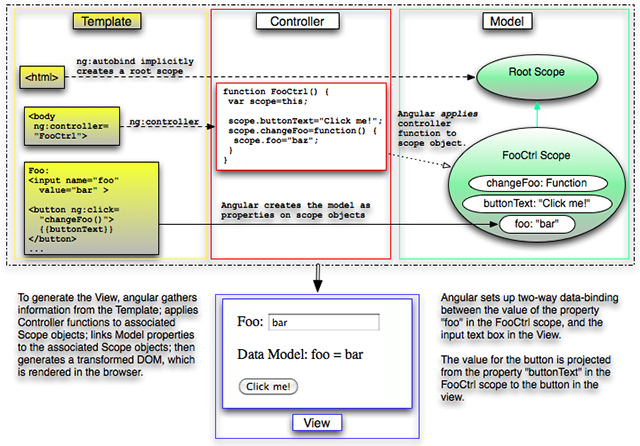 Template
Controller
Model
<html>
ng:autobind implicitly
creates a root scope
Root Scope
<body
ng:controller=
"FooCtrl">
ng:controller
function FooCtrl() {
var scope=this;
scope.buttonText="Click me!";
scope.changeFoo=function() {
scope.foo="baz";
}
}
Angular applies
controller
function to
scope object.
FooCtrl Scope
changeFoo: Function
buttonText: "Click me!"
foo: "bar"
Foo:
<input name="foo"
value="bar" >
<button ng:click=
"changeFoo()">
{{buttonText}}
</button>
...
Angular creates the model as
properties on scope objects
To generate the View, angular gathers
information from the Template; applies
Controller functions to associated
Scope objects; links Model properties
to the associated Scope objects; then
generates a transformed DOM, which
is rendered in the browser.
Foo: bar
Data Model: foo = bar
Click me!
View
Angular sets up two-way data-binding
between the value of the property
"foo" in the FooCtrl scope, and the
input text box in the View.
The value for the button is projected
from the property "buttonText" in the
FooCtrl scope to the button in the
view.